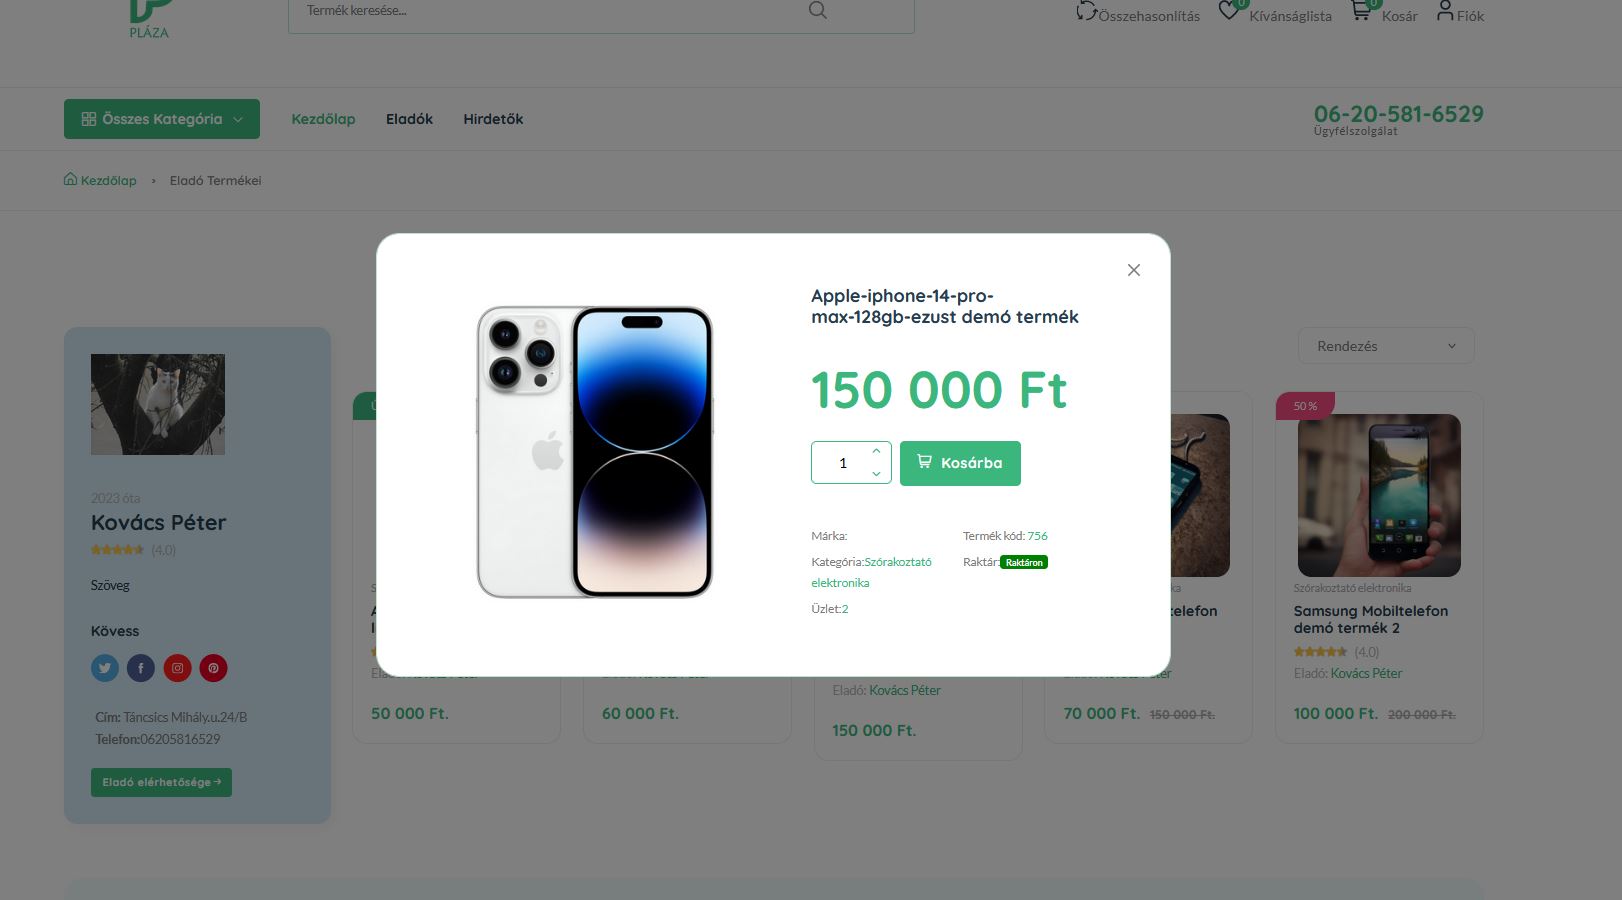 PLÁZA
Termék keresése...
Összehasonlítás
0
Kívánságlista
0
Kosár
Fiók
Összes Kategória
Kezdőlap
Eladók
Hirdetők
06-20-581-6529
Ügyfélszolgálat
Kezdőlap
Eladó Termékei
Apple-iphone-14-pro-
max-128gb-ezust demó termék
150 000 Ft
1
Kosárba
Márka:
Kategória:Szórakoztató
elektronika
Üzlet:2
Termék kód: 756
Raktár: Raktáron
2023 óta
Kovács Péter
(4.0)
Szöveg
Kövess
Cím: Táncsics Mihály.u.24/B
Telefon:06205816529
Eladó elérhetősége
Rendezés
50 000 Ft.
60 000 Ft.
Eladó: Kovács Péter
150 000 Ft.
70 000 Ft. 150 000 Ft.
50 %
Szórakoztató elektronika
Samsung Mobiltelefon
demó termék 2
(4.0)
Eladó: Kovács Péter
100 000 Ft. 200 000 Ft.